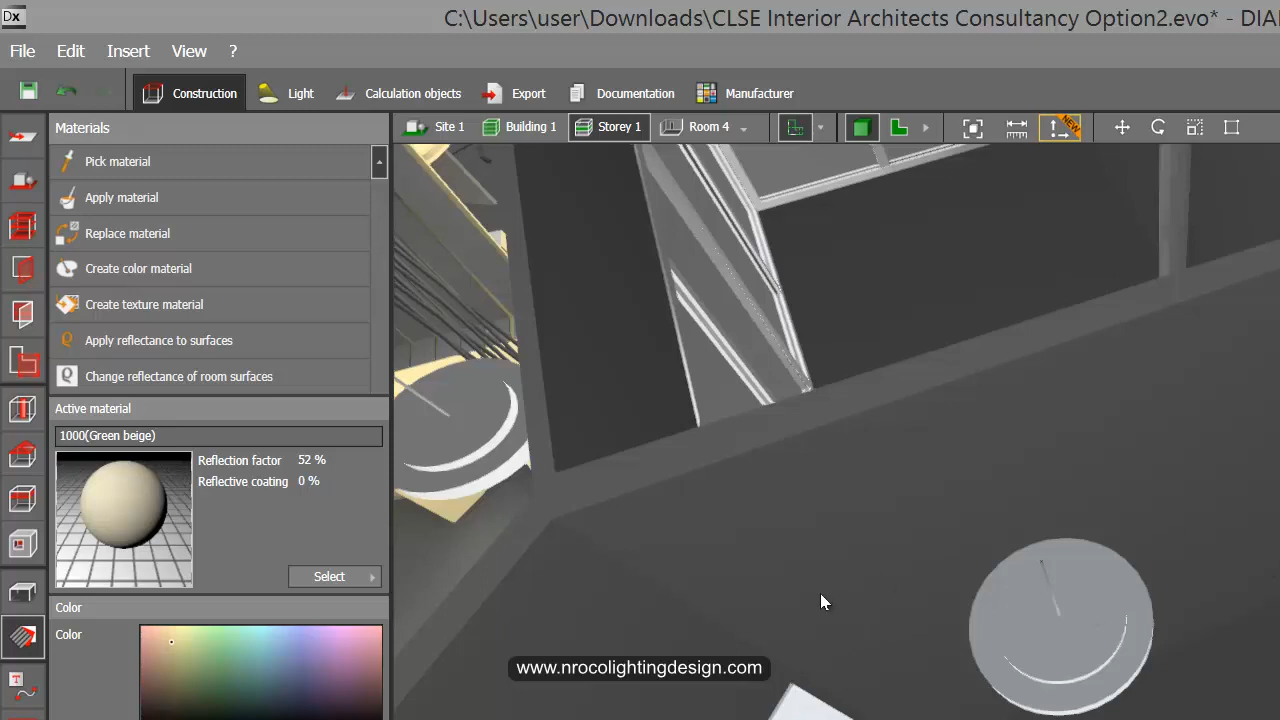 Dx
C:\Users\user\Downloads\CLSE Interior Architects Consultancy Option2.evo* - DIAL
File Edit Insert View ?
Construction Light Calculation objects Export Documentation Manufacturer
Materials
Site 1 Building 1 Storey 1 Room 4
NEW
Pick material
Apply material
Replace material
Create color material
Create texture material
Apply reflectance to surfaces
Change reflectance of room surfaces
Active material
1000(Green beige)
Reflection factor 52 %
Reflective coating 0 %
Select
Color
Color
www.nrocolightingdesign.com